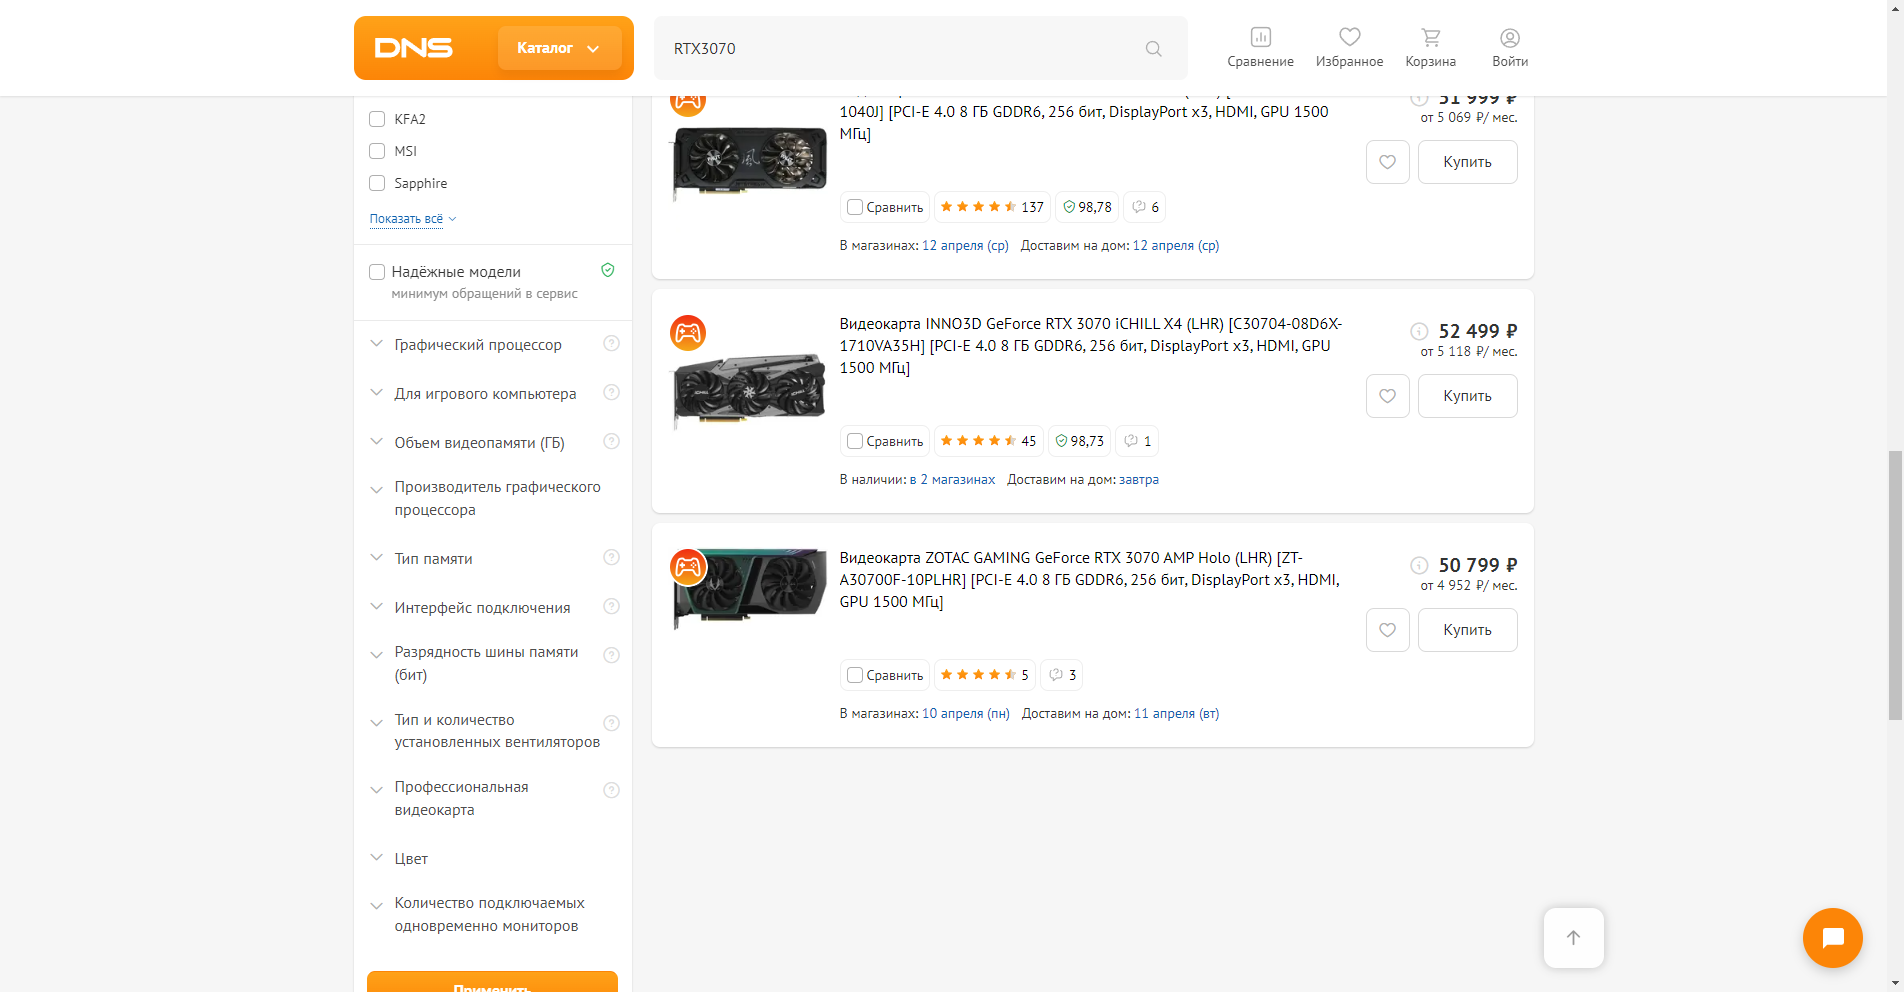 DNS
Каталог
RTX3070
Сравнение
Избранное
Корзина
Войти
KFA2
MSI
Sapphire
Показать всё
Надёжные модели
минимум обращений в сервис
Графический процессор
Для игрового компьютера
Объем видеопамяти (ГБ)
Производитель графического
процессора
Тип памяти
Интерфейс подключения
Разрядность шины памяти
(бит)
Тип и количество
установленных вентиляторов
Профессиональная
видеокарта
Цвет
Количество подключаемых
одновременно мониторов
Применить
1040J] [PCI-E 4.0 8 ГБ GDDR6, 256 бит, DisplayPort x3, HDMI, GPU 1500
МГц]
51 999 ₽
от 5 069 ₽/ мес.
Купить
Сравнить
137
98,78
6
В магазинах: 12 апреля (ср) Доставим на дом: 12 апреля (ср)
Видеокарта INNO3D GeForce RTX 3070 iCHILL X4 (LHR) [C30704-08D6X-
1710VA35H] [PCI-E 4.0 8 ГБ GDDR6, 256 бит, DisplayPort x3, HDMI, GPU
1500 МГц]
52 499 ₽
от 5 118 ₽/ мес.
Купить
Сравнить
45
98,73
1
В наличии: в 2 магазинах Доставим на дом: завтра
Видеокарта ZOTAC GAMING GeForce RTX 3070 AMP Holo (LHR) [ZT-
A30700F-10PLHR] [PCI-E 4.0 8 ГБ GDDR6, 256 бит, DisplayPort x3, HDMI,
GPU 1500 МГц]
50 799 ₽
от 4 952 ₽/ мес.
Купить
Сравнить
5
3
В магазинах: 10 апреля (пн) Доставим на дом: 11 апреля (вт)